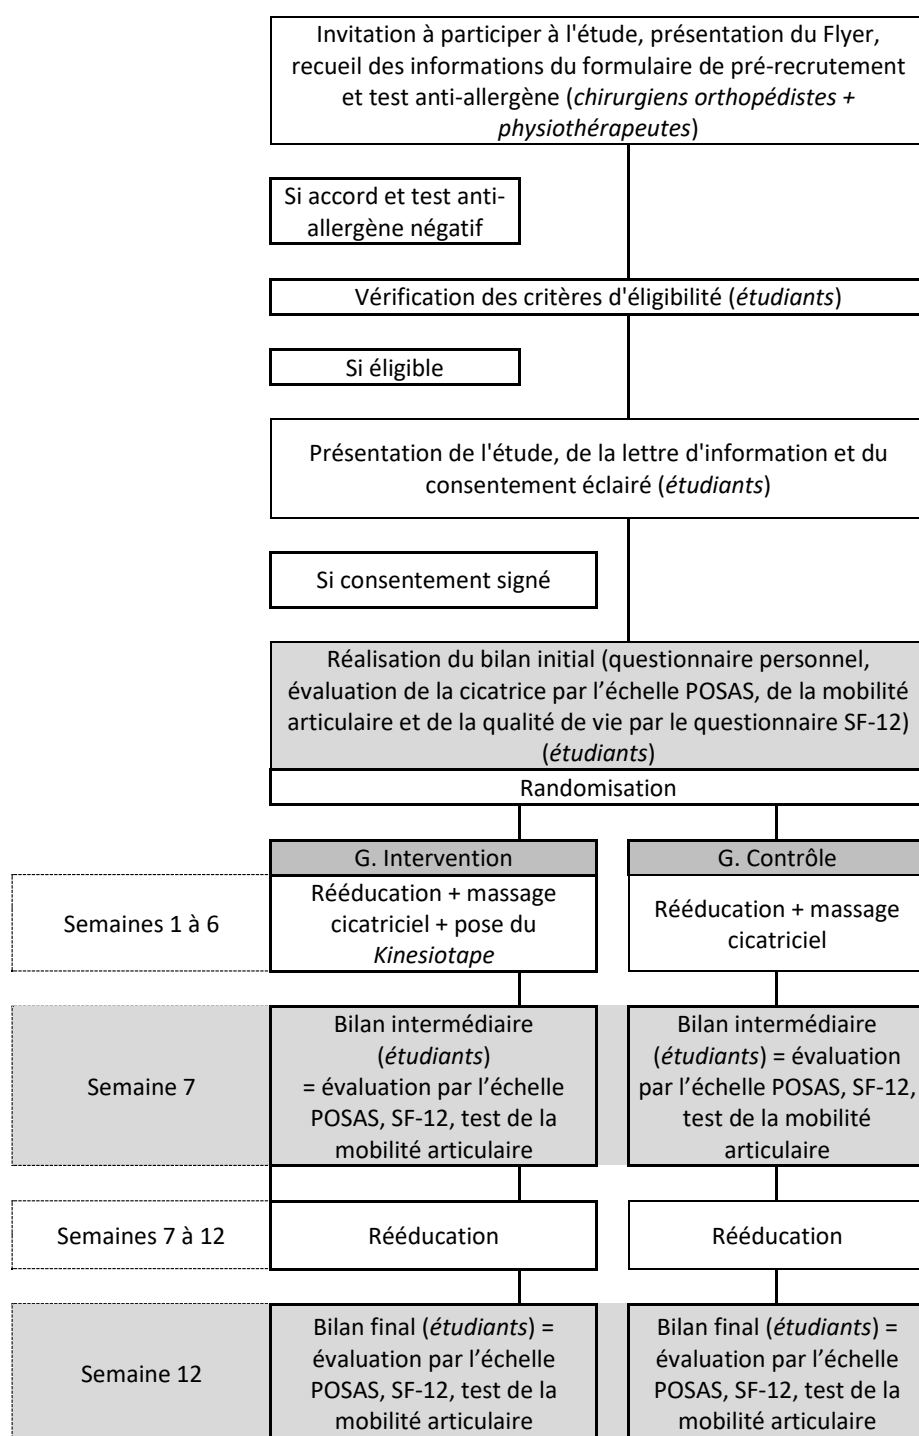 Invitation à participer à l'étude, présentation du Flyer,
recueil des informations du formulaire de pré-recrutement
et test anti-allergène (chirurgiens orthopédistes +
physiothérapeutes)
Si accord et test anti-
allergène négatif
Vérification des critères d'éligibilité (étudiants)
Si éligible
Présentation de l'étude, de la lettre d'information et du
consentement éclairé (étudiants)
Si consentement signé
Réalisation du bilan initial (questionnaire personnel,
évaluation de la cicatrice par l’échelle POSAS, de la mobilité
articulaire et de la qualité de vie par le questionnaire SF-12)
(étudiants)
Randomisation
G. Intervention
G. Contrôle
Semaines 1 à 6
Rééducation + massage
cicatriciel + pose du
Kinesiotape
Rééducation + massage
cicatriciel
Semaine 7
Bilan intermédiaire
(étudiants)
= évaluation par l’échelle
POSAS, SF-12, test de la
mobilité articulaire
Bilan intermédiaire
(étudiants) = évaluation
par l’échelle POSAS, SF-12,
test de la mobilité
articulaire
Semaines 7 à 12
Rééducation
Rééducation
Semaine 12
Bilan final (étudiants) =
évaluation par l’échelle
POSAS, SF-12, test de la
mobilité articulaire
Bilan final (étudiants) =
évaluation par l’échelle
POSAS, SF-12, test de la
mobilité articulaire